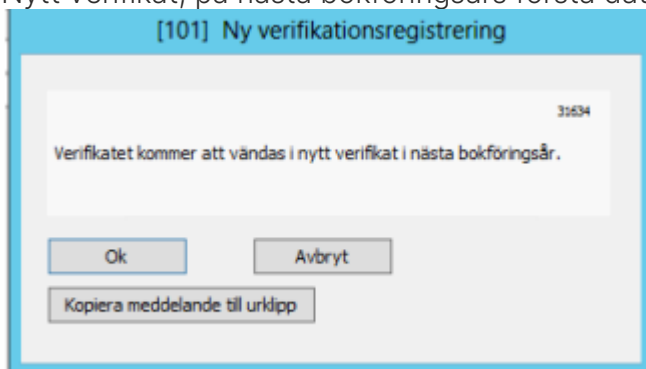 Nytt verifikat, på nästa bokföringsårs första
[101] Ny verifikationsregistrering
31634
Verifikatet kommer att vändas i nytt verifikat i nästa bokföringsår.
Ok
Avbryt
Kopiera meddelande till urklipp